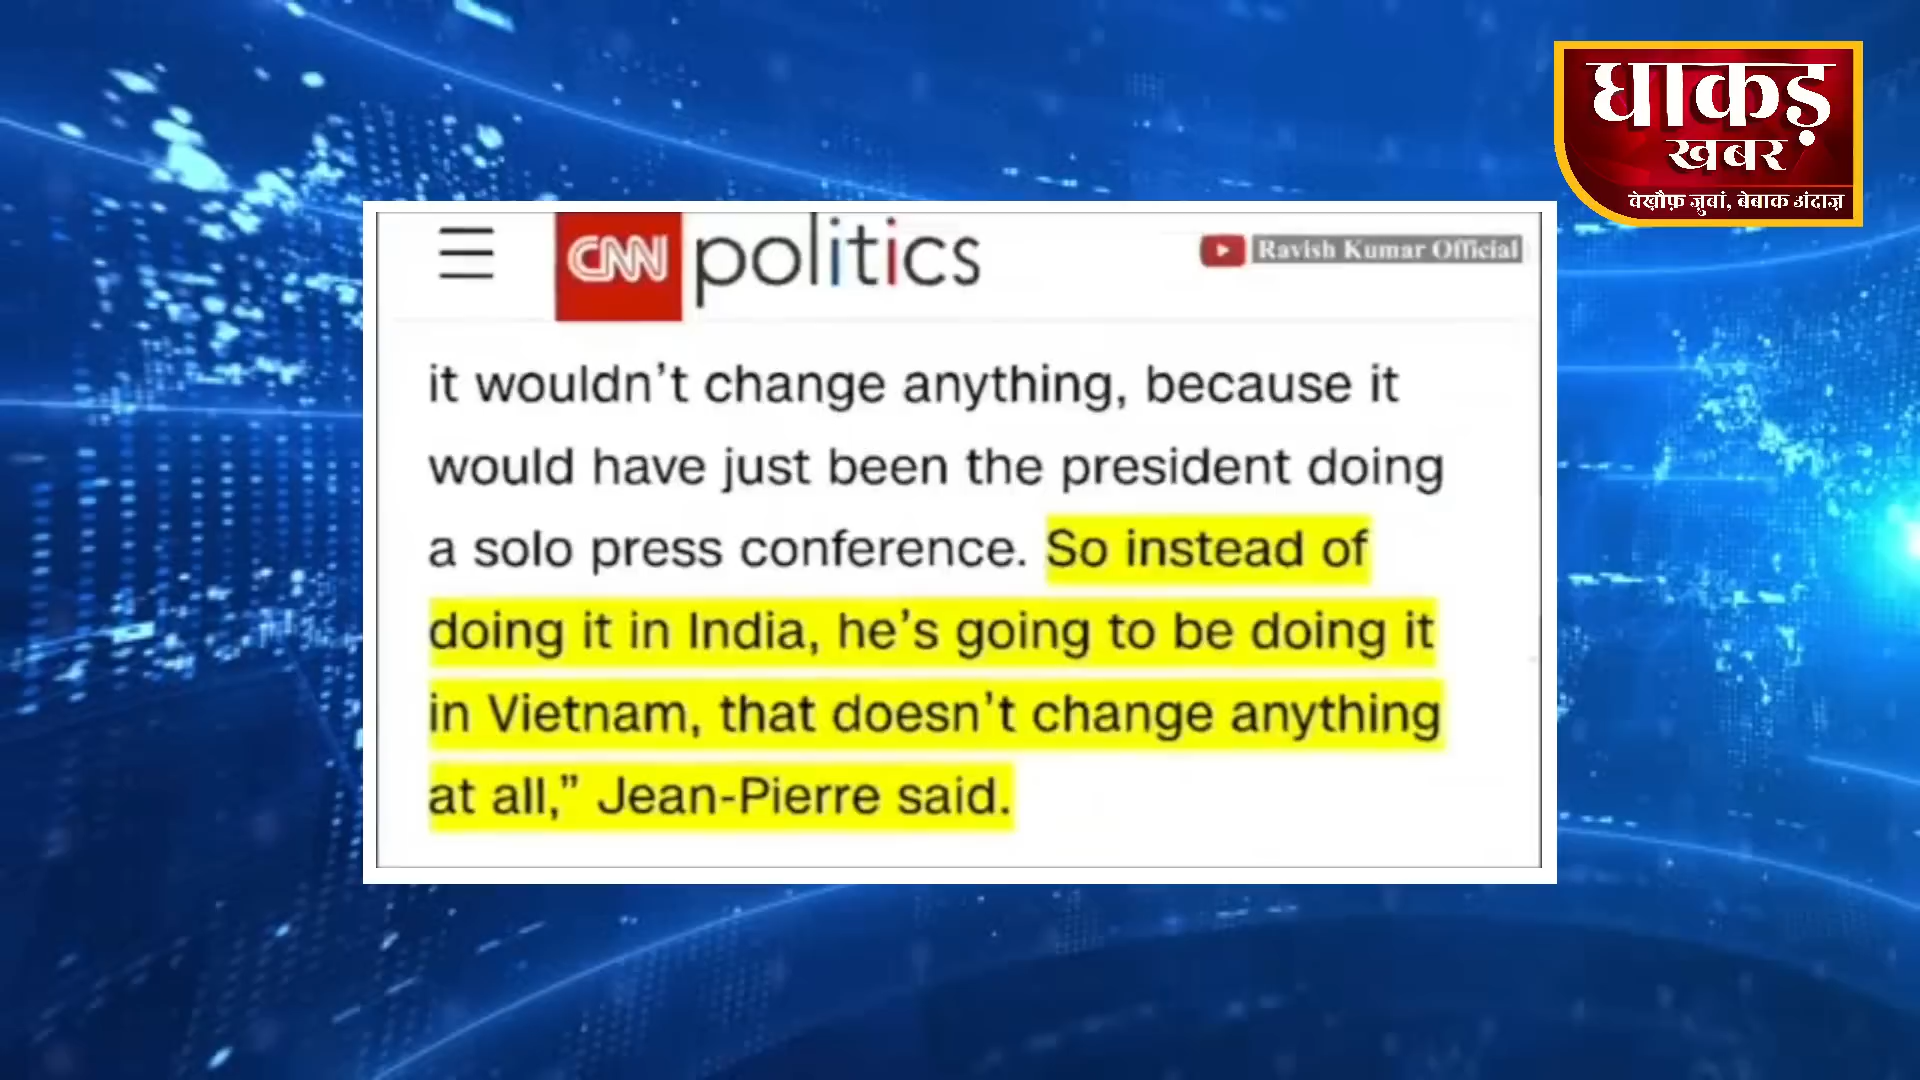 धाकड़
खबर
बेख़ौफ़ जुबां, बेबाक अंदाज़
CNN politics
Ravish Kumar Official
it wouldn’t change anything, because it
would have just been the president doing
a solo press conference. So instead of
doing it in India, he’s going to be doing it
in Vietnam, that doesn’t change anything
at all,” Jean-Pierre said.